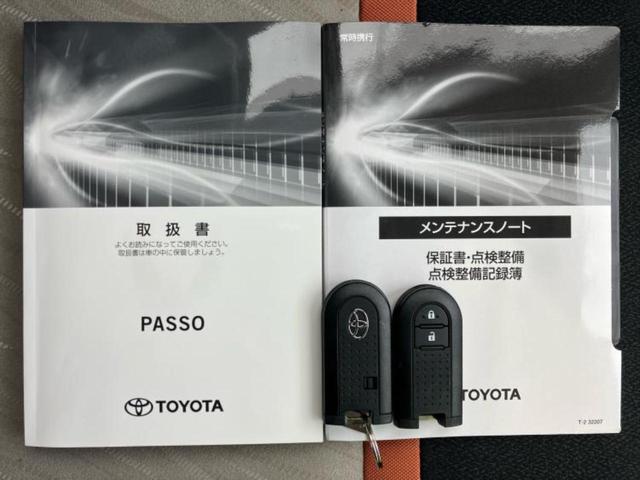 取扱書
よくお読みになってご使用ください。
取扱書は車の中に保管しましょう。
PASSO
TOYOTA
常時携行
メンテナンスノート
保証書・点検整備
点検整備記録簿
TOYOTA
T-2 32207